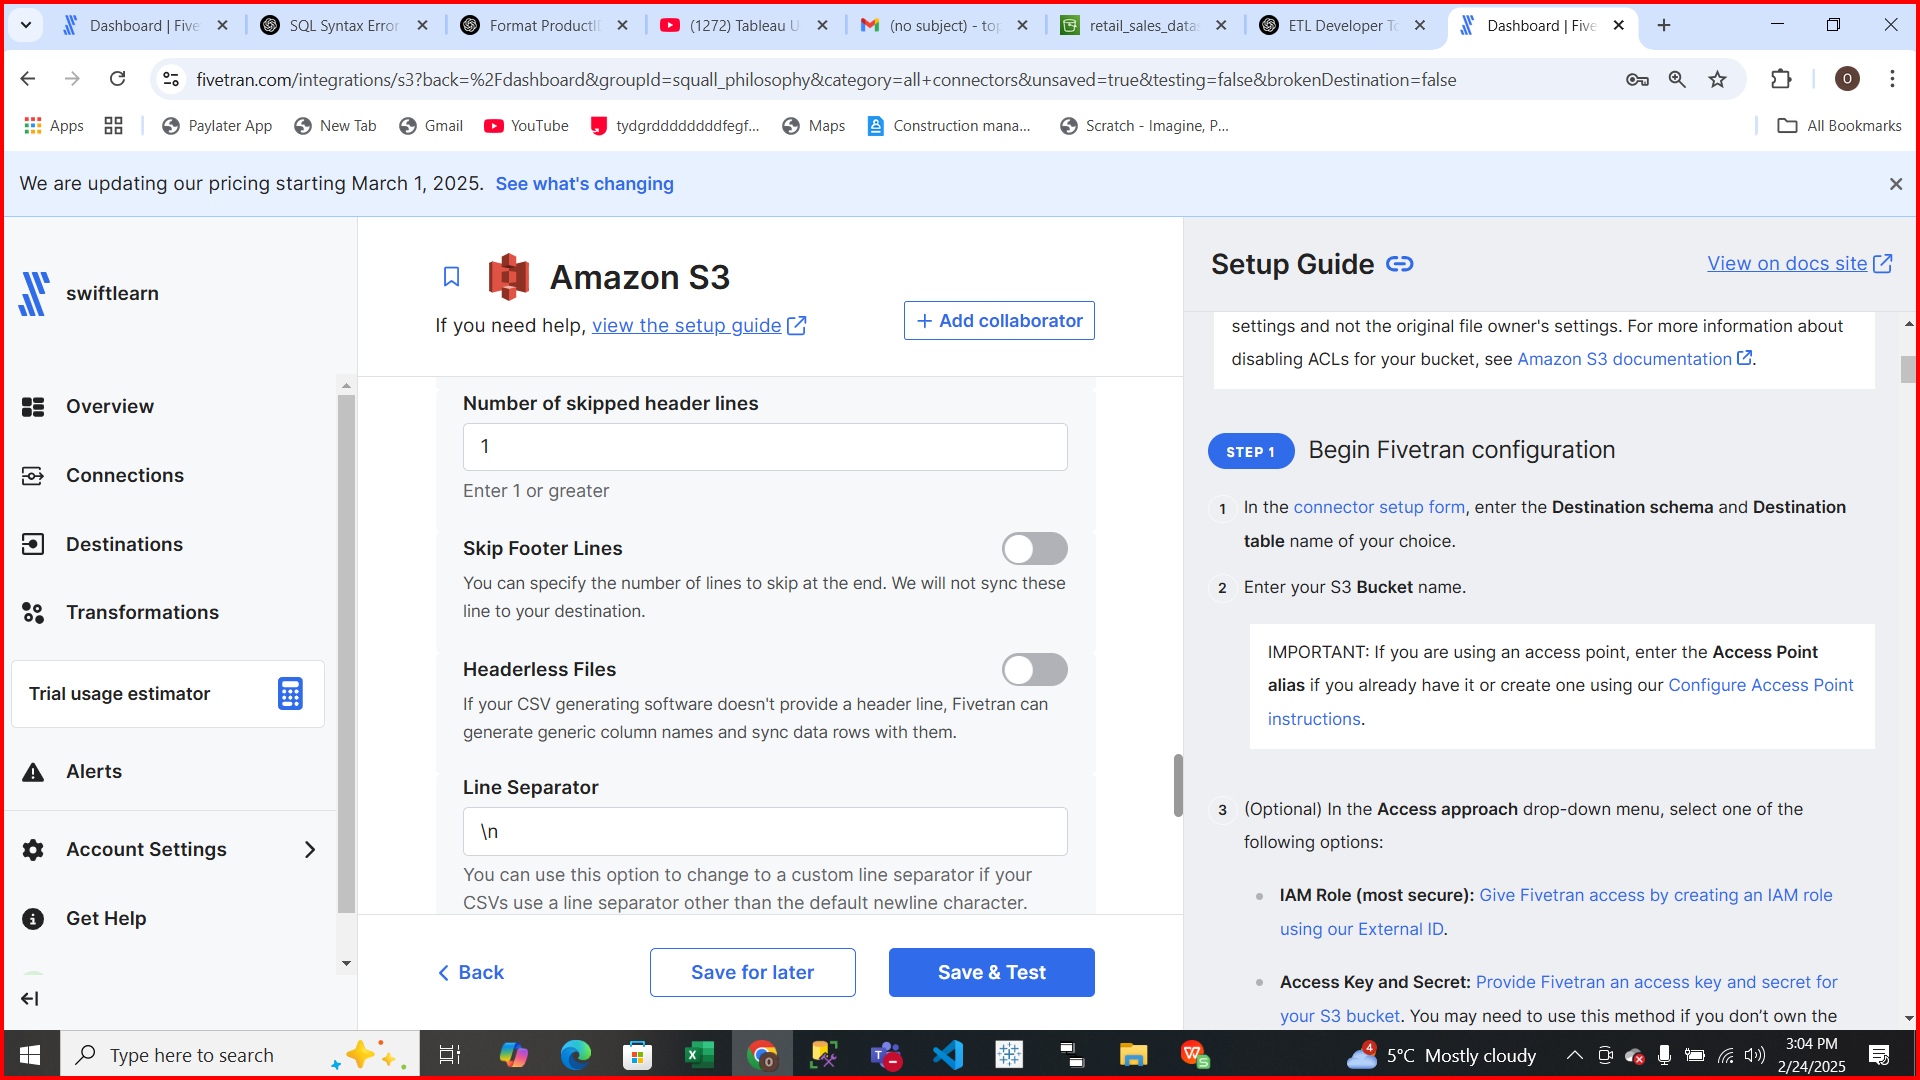 Dashboard | Five
SQL Syntax Error
Format ProductI
(1272) Tableau U
(no subject) - top
retail_sales_datas
ETL Developer To
Dashboard | Five
fivetran.com/integrations/s3?back=%2Fdashboard&groupId=squall_philosophy&category=all+connectors&unsaved=true&testing=false&brokenDestination=false
O
Apps
Paylater App
New Tab
Gmail
YouTube
tydgrdddddddfegf...
Maps
Construction mana...
Scratch - Imagine, P...
All Bookmarks
We are updating our pricing starting March 1, 2025. See what's changing
swiftlearn
Overview
Connections
Destinations
Transformations
Trial usage estimator
Alerts
Account Settings
Get Help
Amazon S3
If you need help, view the setup guide
+ Add collaborator
Number of skipped header lines
1
Enter 1 or greater
Skip Footer Lines
You can specify the number of lines to skip at the end. We will not sync these
line to your destination.
Headerless Files
If your CSV generating software doesn't provide a header line, Fivetran can
generate generic column names and sync data rows with them.
Line Separator
\n
You can use this option to change to a custom line separator if your
CSVs use a line separator other than the default newline character.
Back
Save for later
Save & Test
Setup Guide
View on docs site
settings and not the original file owner's settings. For more information about
disabling ACLs for your bucket, see Amazon S3 documentation.
STEP 1 Begin Fivetran configuration
1 In the connector setup form, enter the Destination schema and Destination
table name of your choice.
2 Enter your S3 Bucket name.
IMPORTANT: If you are using an access point, enter the Access Point
alias if you already have it or create one using our Configure Access Point
instructions.
3 (Optional) In the Access approach drop-down menu, select one of the
following options:
IAM Role (most secure): Give Fivetran access by creating an IAM role
using our External ID.
Access Key and Secret: Provide Fivetran an access key and secret for
your S3 bucket. You may need to use this method if you don't own the
Type here to search
4
5°C Mostly cloudy
3:04 PM
2/24/2025